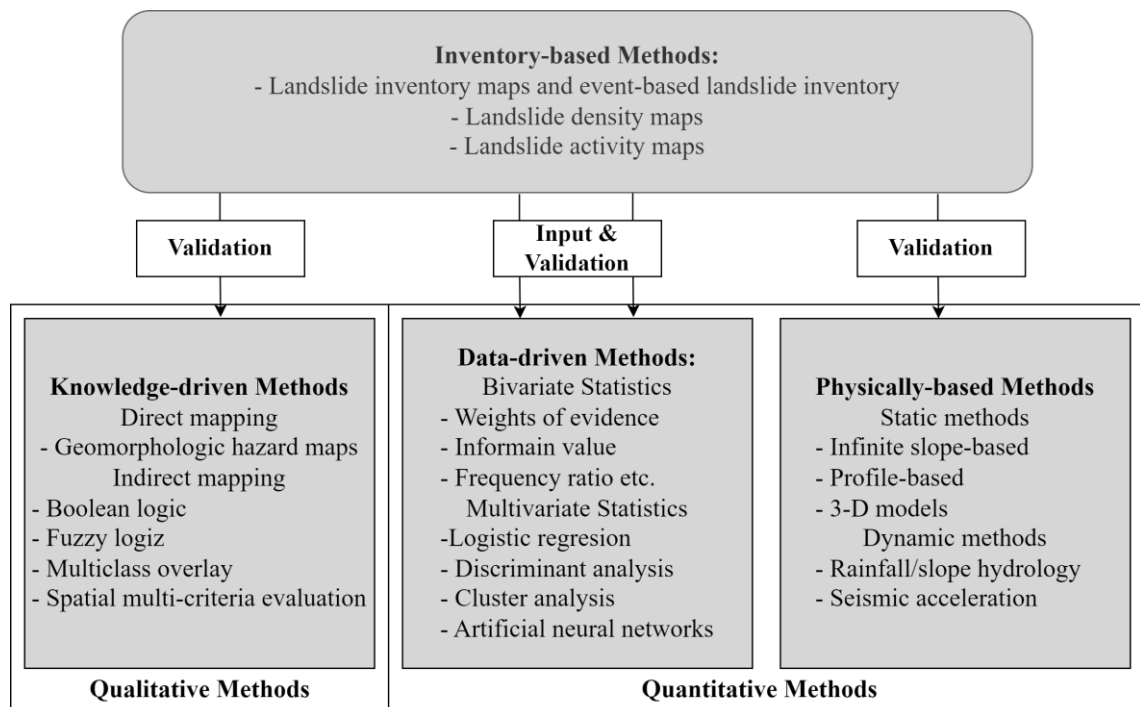 Inventory-based Methods:
- Landslide inventory maps and event-based landslide inventory
- Landslide density maps
- Landslide activity maps
Validation
Input &
Validation
Validation
Knowledge-driven Methods
Direct mapping
- Geomorphologic hazard maps
Indirect mapping
- Boolean logic
- Fuzzy logiz
- Multiclass overlay
- Spatial multi-criteria evaluation
Data-driven Methods:
Bivariate Statistics
- Weights of evidence
- Informain value
- Frequency ratio etc.
Multivariate Statistics
-Logistic regresion
- Discriminant analysis
- Cluster analysis
- Artificial neural networks
Physically-based Methods
Static methods
- Infinite slope-based
- Profile-based
- 3-D models
Dynamic methods
- Rainfall/slope hydrology
- Seismic acceleration
Qualitative Methods
Quantitative Methods